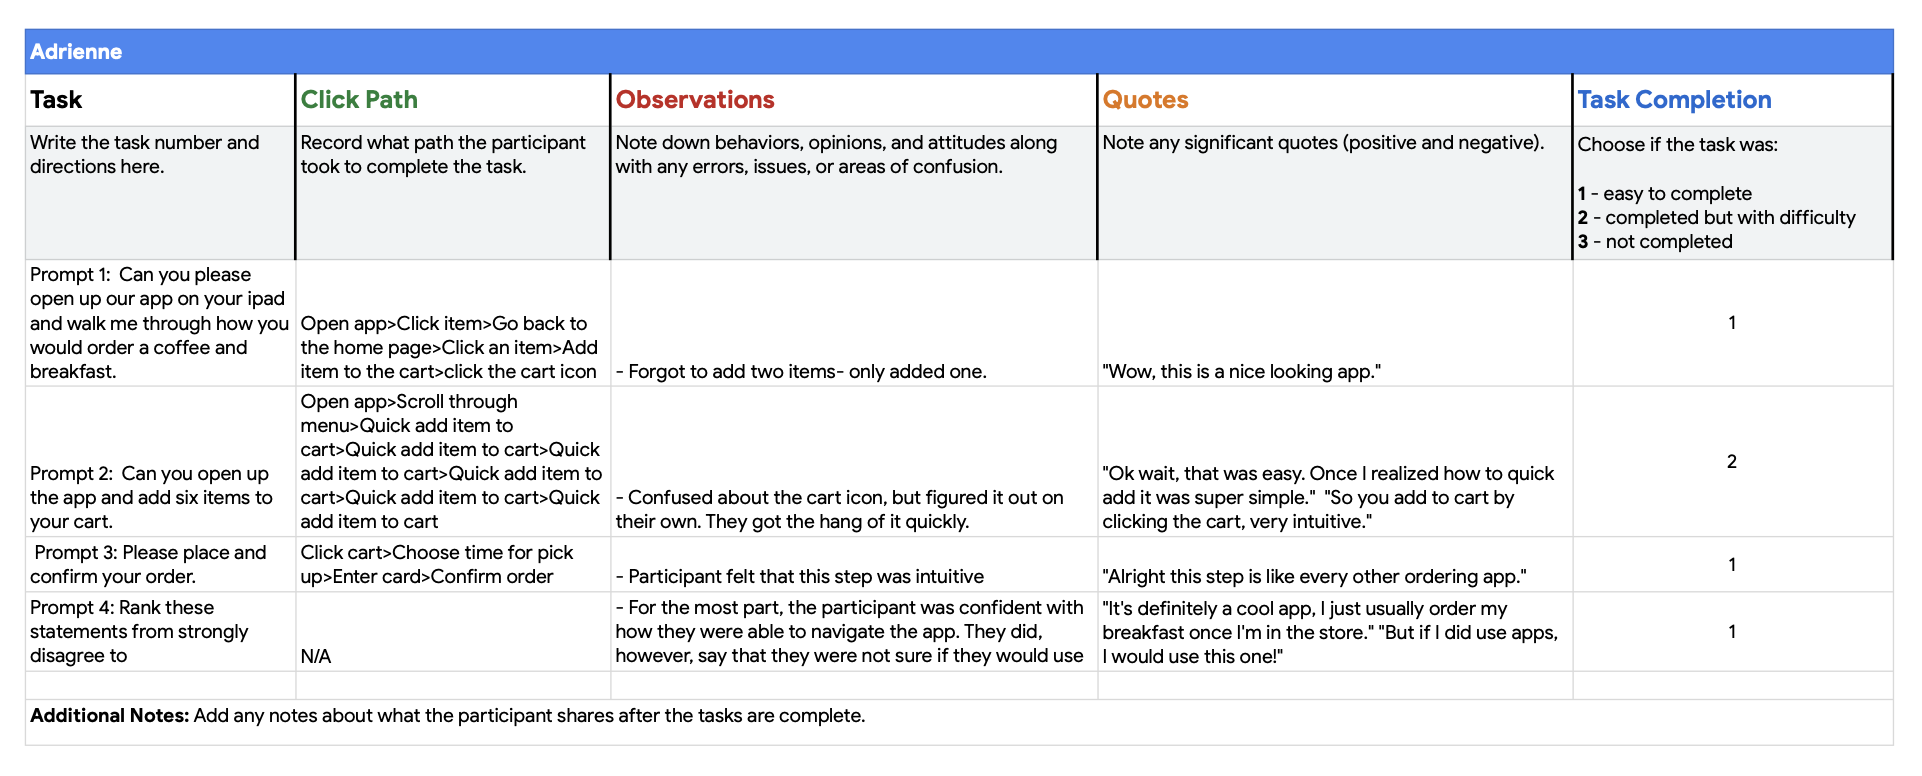 Adrienne
Task
Click Path
Observations
Quotes
Task Completion
Write the task number and
directions here.
Record what path the participant
took to complete the task.
Note down behaviors, opinions, and attitudes along
with any errors, issues, or areas of confusion.
Note any significant quotes (positive and negative).
Choose if the task was:
1 - easy to complete
2 - completed but with difficulty
3 - not completed
Prompt 1:  Can you please
open up our app on your ipad
and walk me through how you
would order a coffee and
breakfast.
Open app>Click item>Go back to
the home page>Click an item>Add
item to the cart>click the cart icon
- Forgot to add two items- only added one.
"Wow, this is a nice looking app."
1
Prompt 2:  Can you open up
the app and add six items to
your cart.
Open app>Scroll through
menu>Quick add item to
cart>Quick add item to cart>Quick
add item to cart>Quick add item to
cart>Quick add item to cart>Quick
add item to cart
- Confused about the cart icon, but figured it out on
their own. They got the hang of it quickly.
"Ok wait, that was easy. Once I realized how to quick
add it was super simple."  "So you add to cart by
clicking the cart, very intuitive."
2
Prompt 3: Please place and
confirm your order.
Click cart>Choose time for pick
up>Enter card>Confirm order
- Participant felt that this step was intuitive
"Alright this step is like every other ordering app."
1
Prompt 4: Rank these
statements from strongly
disagree to
N/A
- For the most part, the participant was confident with
how they were able to navigate the app. They did,
however, say that they were not sure if they would use
"It's definitely a cool app, I just usually order my
breakfast once I'm in the store." "But if I did use apps,
I would use this one!"
1
Additional Notes: Add any notes about what the participant shares after the tasks are complete.